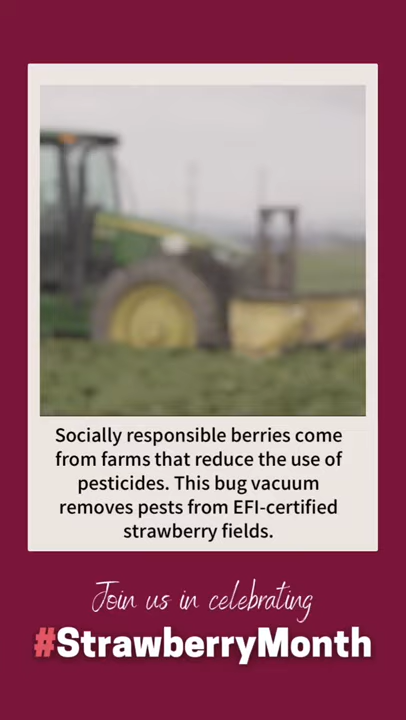 Socially responsible berries come
from farms that reduce the use of
pesticides. This bug vacuum
removes pests from EFI-certified
strawberry fields.
Join us in celebrating
#StrawberryMonth